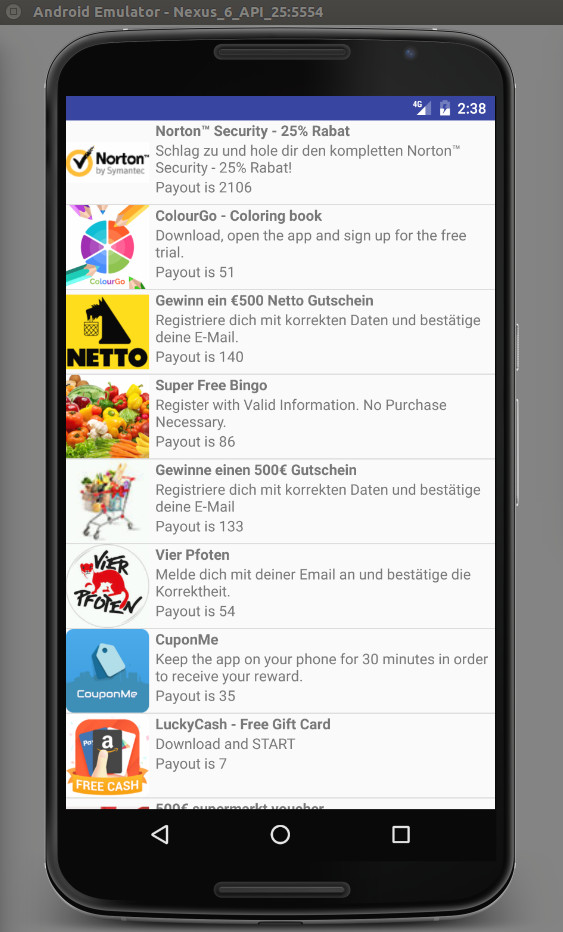 Android Emulator - Nexus_6_API_25:5554
4G 2:38
Norton™ Security - 25% Rabat
Norton™
by Symantec
Schlag zu und hole dir den kompletten Norton™
Security - 25% Rabat!
Payout is 2106
ColourGo - Coloring book
Download, open the app and sign up for the free
trial.
Payout is 51
ColourGo
Gewinn ein €500 Netto Gutschein
Registriere dich mit korrekten Daten und bestätige
deine E-Mail.
Payout is 140
NETTO
Super Free Bingo
Register with Valid Information. No Purchase
Necessary.
Payout is 86
Gewinne einen 500€ Gutschein
Registriere dich mit korrekten Daten und bestätige
deine E-Mail
Payout is 133
Vier Pfoten
VIER
PFOTEN
Melde dich mit deiner Email an und bestätige die
Korrektheit.
Payout is 54
CuponMe
Keep the app on your phone for 30 minutes in order
to receive your reward.
Payout is 35
CouponMe
LuckyCash - Free Gift Card
Download and START
Payout is 7
a
FREE CASH
500€ supermarkt voucher